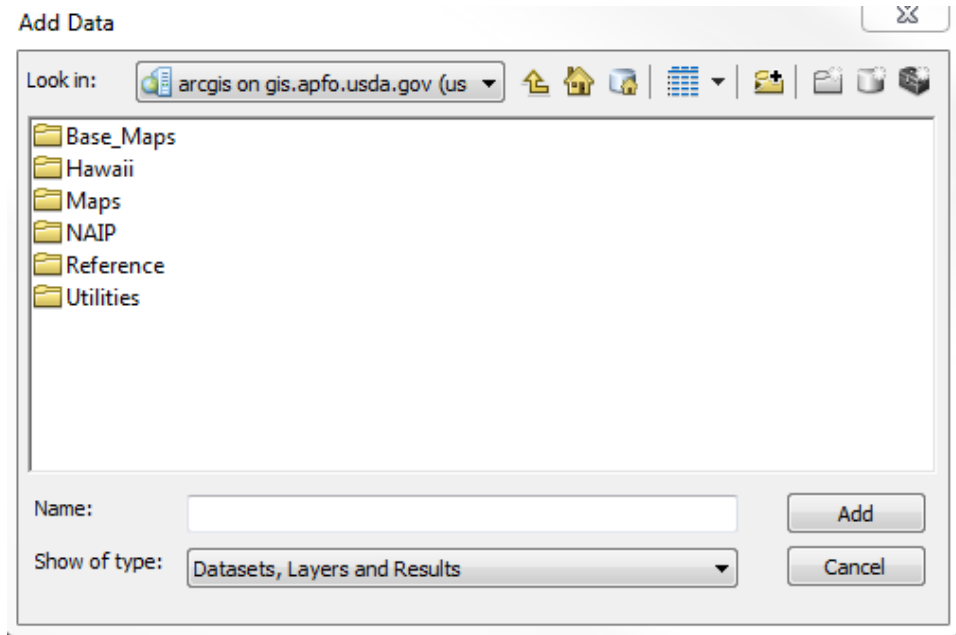 Add Data
Look in: arcgis on gis.apfo.usda.gov (us
Base_Maps
Hawaii
Maps
NAIP
Reference
Utilities
Name: Add
Show of type: Datasets, Layers and Results Cancel